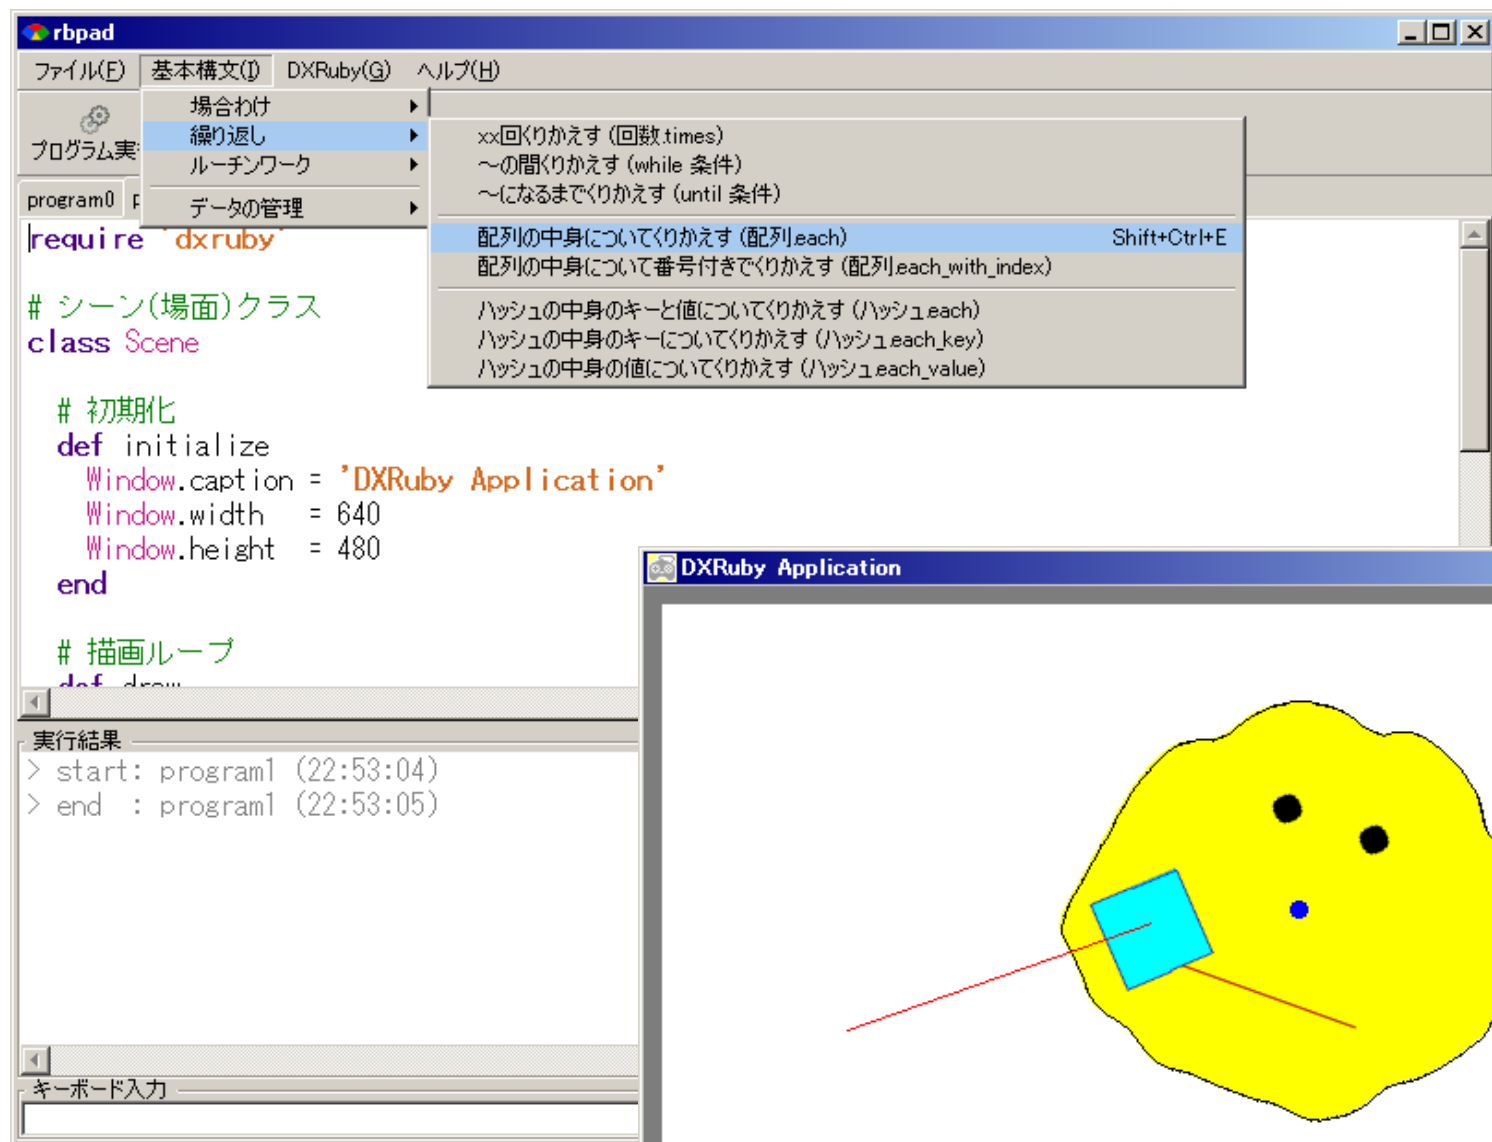 rbpad
ファイル(F) 基本構文(I) DXRuby(G) ヘルプ(H)
場合わけ
繰り返し
ルーチンワーク
データの管理
プログラム実
xx回くりかえす (回数.times)
～の間くりかえす (while 条件)
～になるまでくりかえす (until 条件)
配列の中身についてくりかえす (配列.each) Shift+Ctrl+E
配列の中身について番号付きでくりかえす (配列.each_with_index)
ハッシュの中身のキーと値についてくりかえす (ハッシュ.each)
ハッシュの中身のキーについてくりかえす (ハッシュ.each_key)
ハッシュの中身の値についてくりかえす (ハッシュ.each_value)
program0 p
require 'dxruby'
# シーン(場面)クラス
class Scene
# 初期化
def initialize
Window.caption = 'DXRuby Application'
Window.width = 640
Window.height = 480
end
# 描画ループ
def draw
DXRuby Application
実行結果
> start: program1 (22:53:04)
> end : program1 (22:53:05)
キーボード入力